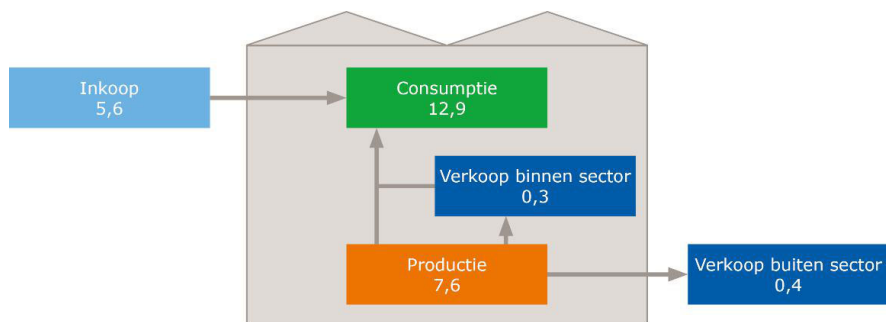 Inkoop
5,6
Consumptie
12,9
Verkoop binnen sector
0,3
Productie
7,6
Verkoop buiten sector
0,4